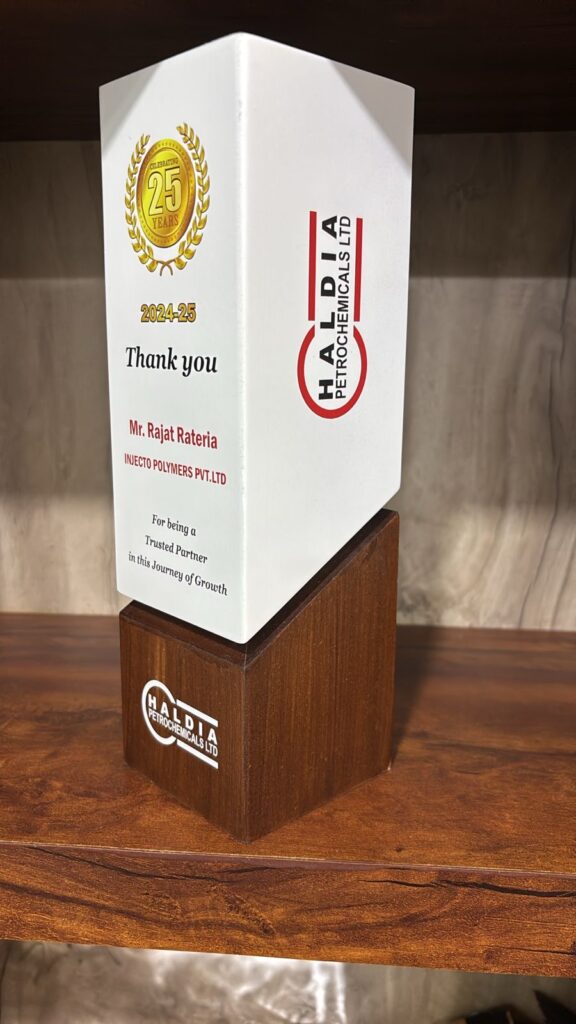 CELEBRATING
25
YEARS
2024-25
Thank you
Mr. Rajat Rateria
INJECTO POLYMERS PVT.LTD
For being a
Trusted Partner
in this Journey of Growth
HALDIA
PETROCHEMICALS LTD
HALDIA
PETROCHEMICALS LTD